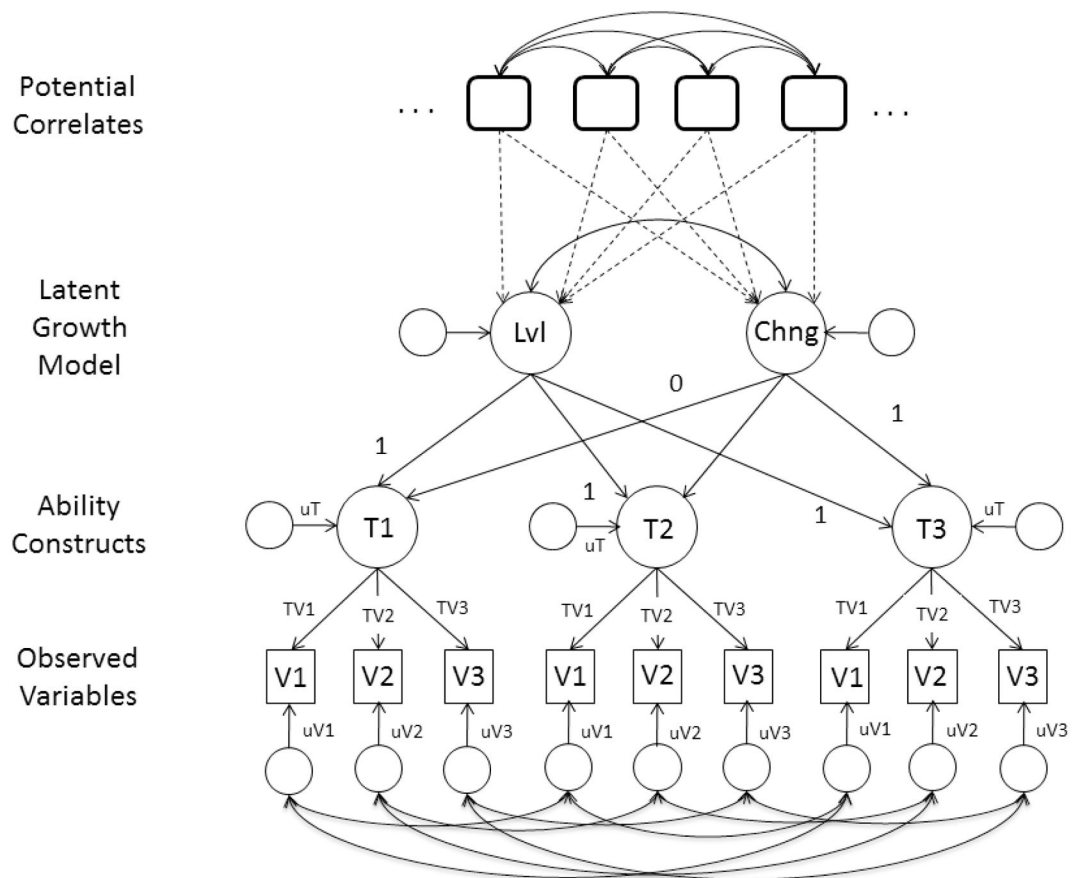 Potential
Correlates
. . .
. . .
Latent
Growth
Model
Lvl
Chng
0
1
1
Ability
Constructs
uT
T1
1
uT
T2
1
T3
uT
TV1
TV2
TV3
TV1
TV2
TV3
TV1
TV2
TV3
Observed
Variables
V1
V2
V3
V1
V2
V3
V1
V2
V3
uV1
uV2
uV3
uV1
uV2
uV3
uV1
uV2
uV3